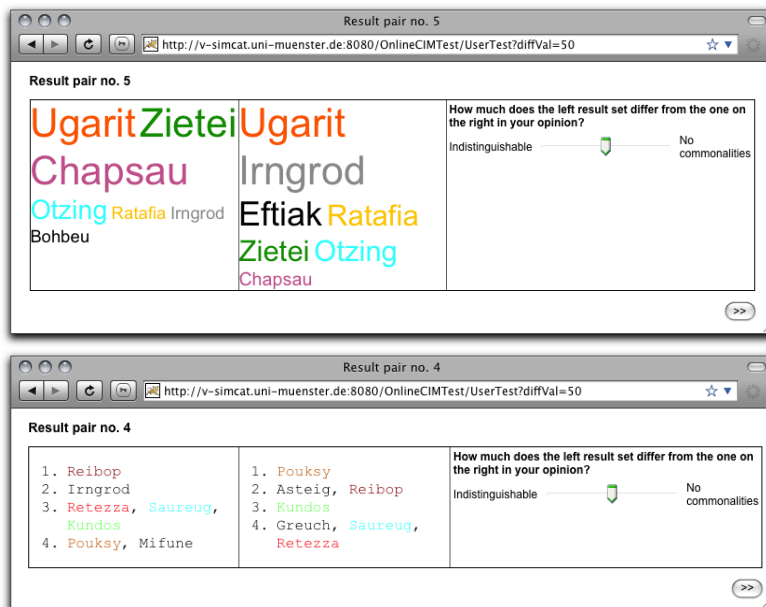 Result pair no. 5
http://v-simcat.uni-muenster.de:8080/OnlineCIMTest/UserTest?diffVal=50
Result pair no. 5
Ugarit Zietei
Chapsau
Otzing Ratafia Irngrod
Bohbeu
Ugarit
Irngrod
Eftiak Ratafia
Zietei Otzing
Chapsau
How much does the left result set differ from the one on
the right in your opinion?
Indistinguishable
No
commonalities
>>
Result pair no. 4
http://v-simcat.uni-muenster.de:8080/OnlineCIMTest/UserTest?diffVal=50
Result pair no. 4
1. Reibop
2. Irngrod
3. Retezza, Saureug,
Kundos
4. Pouksy, Mifune
1. Pouksy
2. Asteig, Reibop
3. Kundos
4. Greuch, Saureug,
Retezza
How much does the left result set differ from the one on
the right in your opinion?
Indistinguishable
No
commonalities
>>